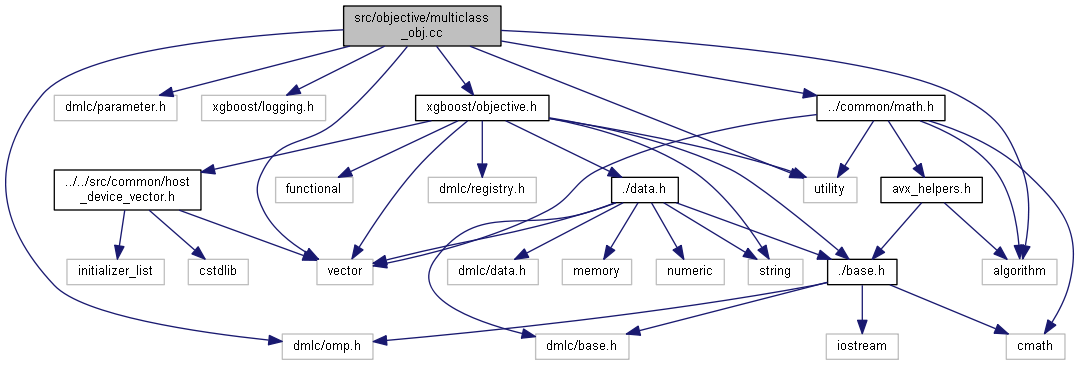 src/objective/multiclass
_obj.cc
dmlc/parameter.h
xgboost/logging.h
xgboost/objective.h
../common/math.h
../../src/common/host
_device_vector.h
functional
dmlc/registry.h
./data.h
utility
avx_helpers.h
initializer_list
cstdlib
vector
dmlc/data.h
memory
numeric
string
./base.h
algorithm
dmlc/omp.h
dmlc/base.h
iostream
cmath